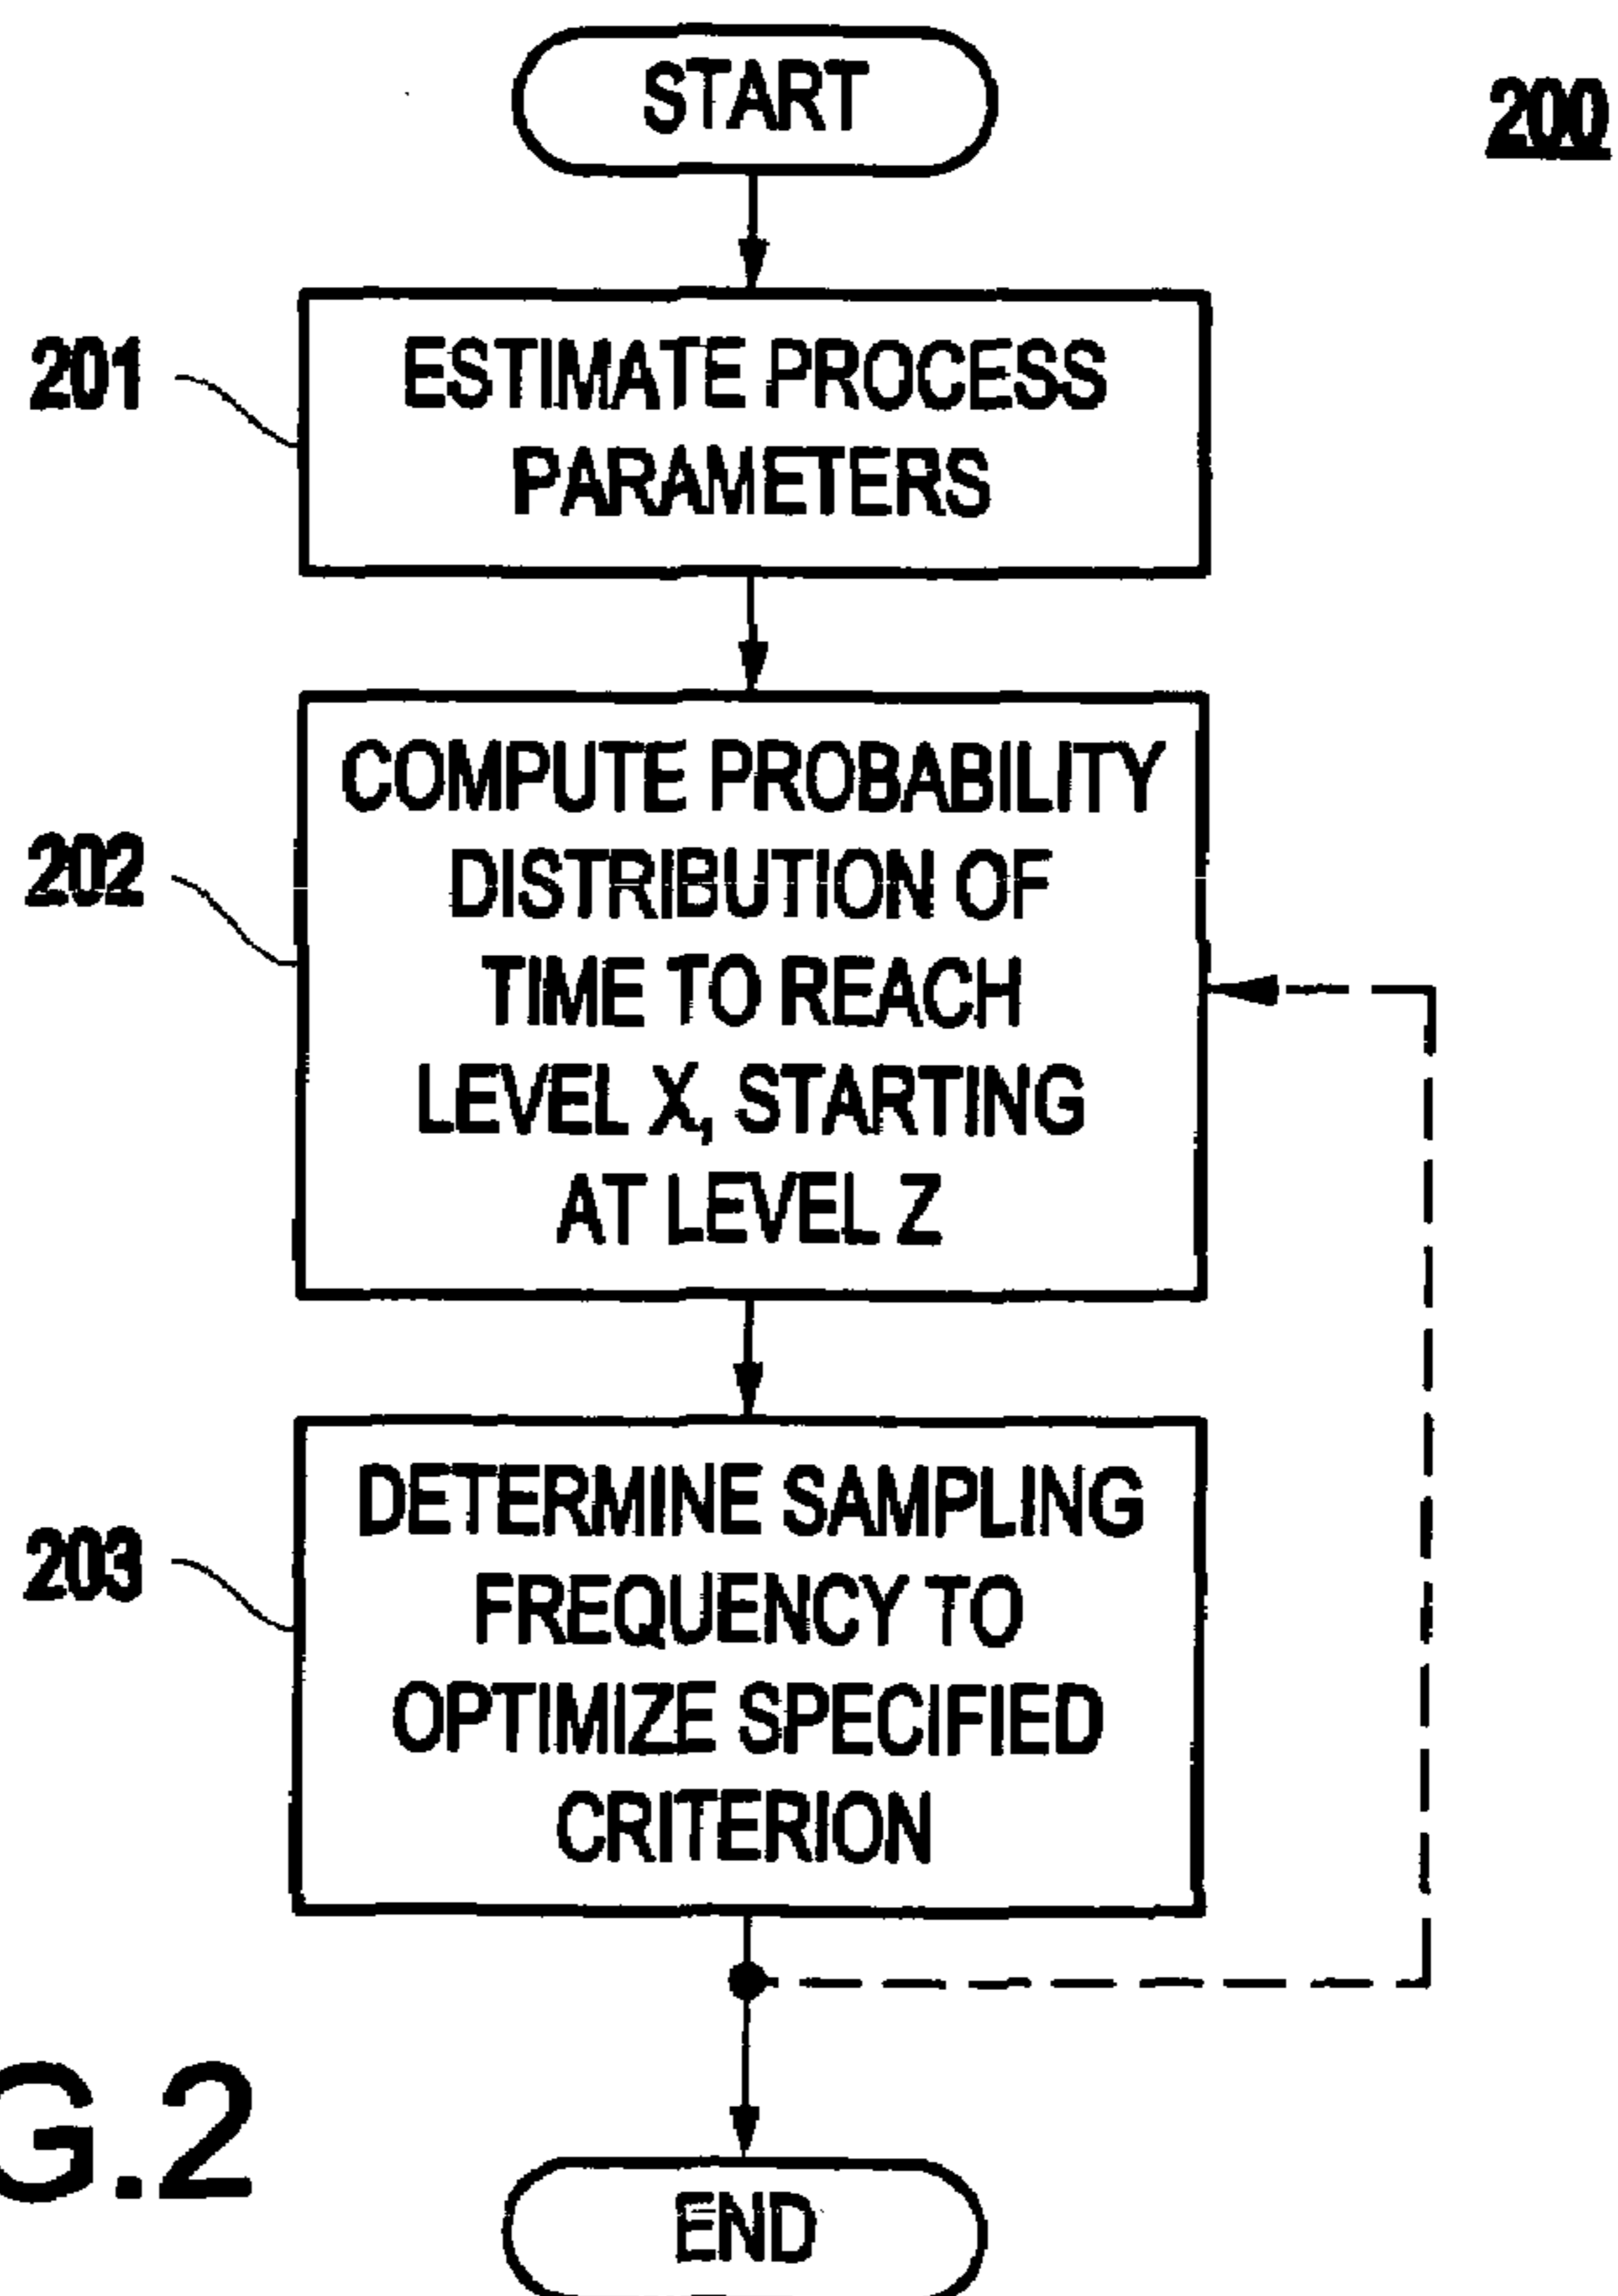 START
200
201
ESTIMATE PROCESS
PARAMETERS
202
COMPUTE PROBABILITY
DISTRIBUTION OF
TIME TO REACH
LEVEL X, STARTING
AT LEVEL Z
203
DETERMINE SAMPLING
FREQUENCY TO
OPTIMIZE SPECIFIED
CRITERION
G.2
END